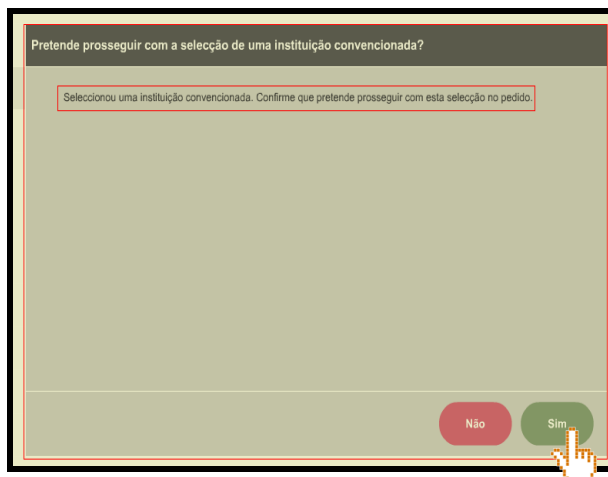 Pretende prosseguir com a selecção de uma instituição convencionada?
Seleccionou uma instituição convencionada. Confirme que pretende prosseguir com esta selecção no pedido.
Não
Sim